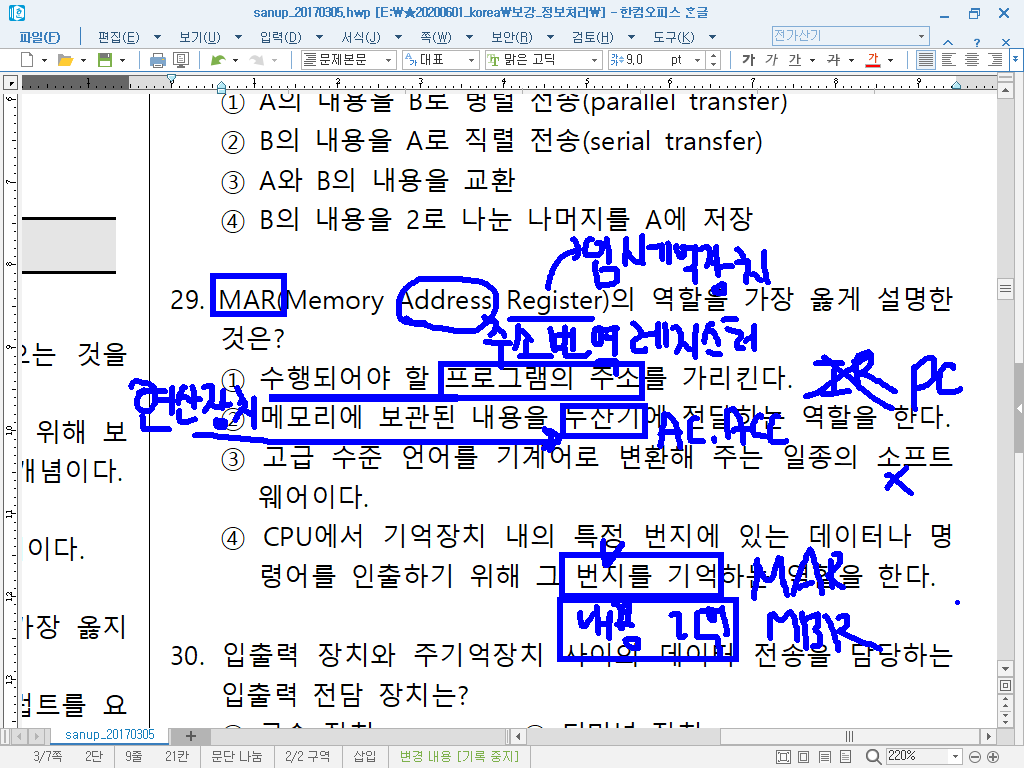 sanup_20170305.hwp [E:₩★20200601_korea₩보강_정보처리₩] - 한컴오피스 한글
파일(F) 편집(E) 보기(U) 입력(D) 서식(J) 쪽(W) 보안(R) 검토(H) 도구(K) 전가산기
문제본문 대표 맑은 고딕 9.0 pt 가 가 가 가 가
① A의 내용을 B로 병렬 전송(parallel transfer)
② B의 내용을 A로 직렬 전송(serial transfer)
③ A와 B의 내용을 교환
④ B의 내용을 2로 나눈 나머지를 A에 저장
임시기억장치
29. MAR(Memory Address Register)의 역할을 가장 옳게 설명한
것은?
주소번역 레지스터
오는 것을
① 수행되어야 할 프로그램의 주소를 가리킨다.
IR PC
연산장치
② 메모리에 보관된 내용을 누산기에 전달하는 역할을 한다.
AC.ACC
위해 보
개념이다.
③ 고급 수준 언어를 기계어로 변환해 주는 일종의 소프트
웨어이다.
X
이다.
④ CPU에서 기억장치 내의 특정 번지에 있는 데이터나 명
령어를 인출하기 위해 그 번지를 기억하는 역할을 한다.
MAR
내용 기억 MBR
가장 옳지
30. 입출력 장치와 주기억장치 사이의 데이터 전송을 담당하는
입출력 전담 장치는?
컴트를 요
sanup_20170305
3/7쪽 2단 9줄 21칸 문단 나눔 2/2 구역 삽입 변경 내용 [기록 중지] 220%